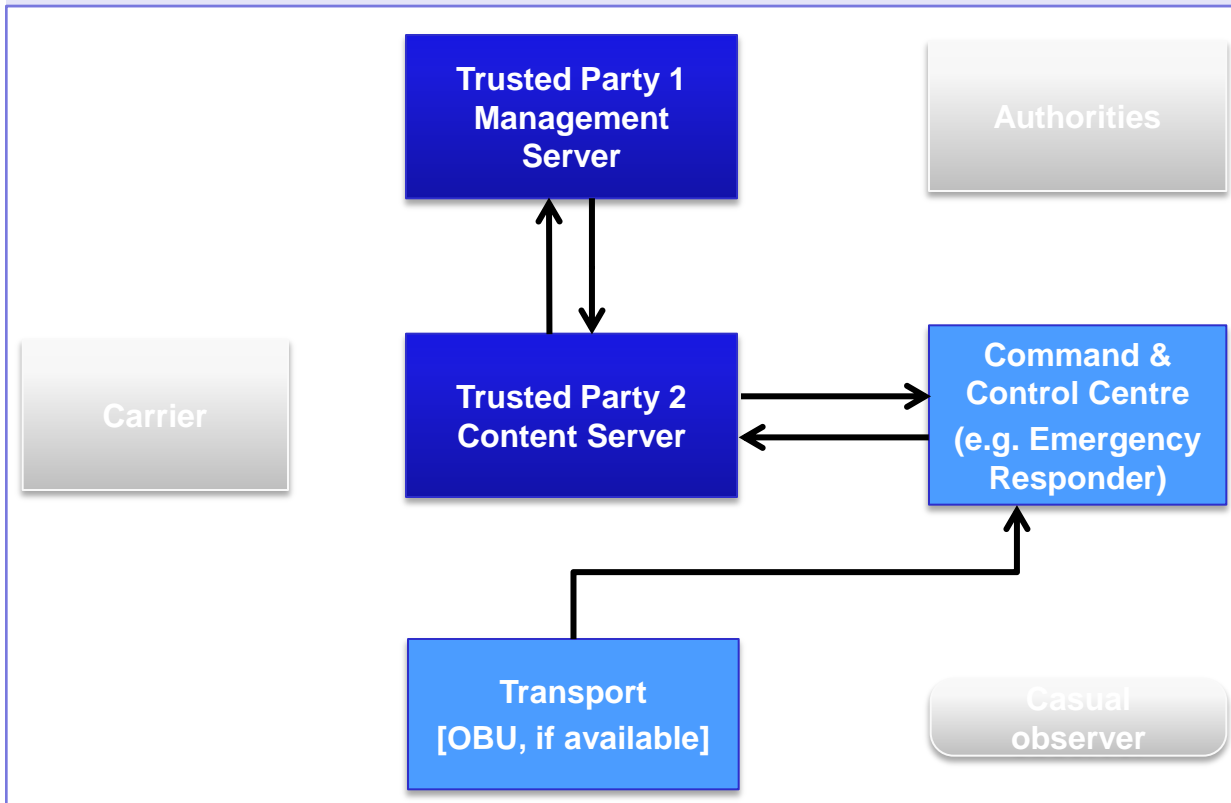 Trusted Party 1
Management
Server
Authorities
Carrier
Trusted Party 2
Content Server
Command &
Control Centre
(e.g. Emergency
Responder)
Transport
[OBU, if available]
Casual
observer